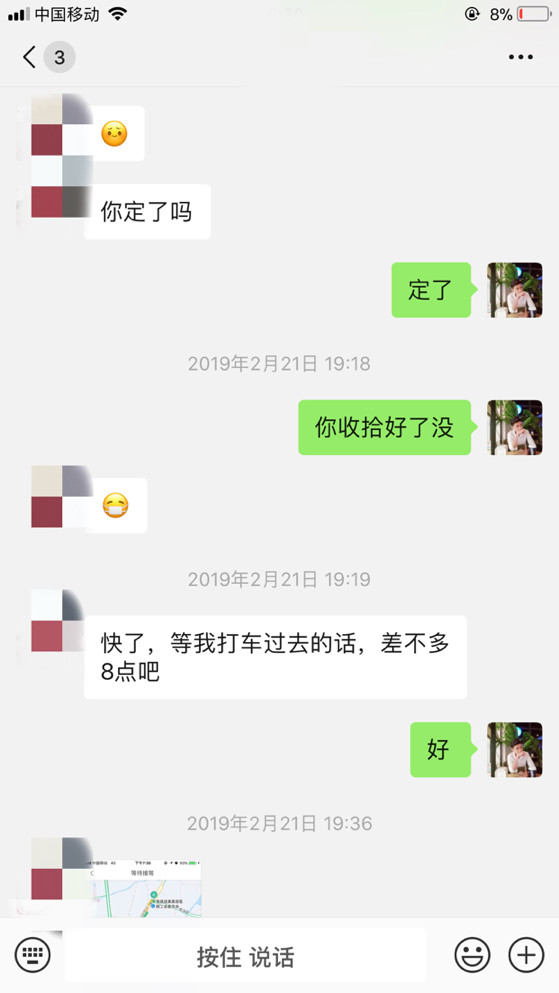 中国移动 8%
3
你定了吗
定了
2019年2月21日 19:18
你收拾好了没
2019年2月21日 19:19
快了，等我打车过去的话，差不多
8点吧
好
2019年2月21日 19:36
等待接驾
按住 说话